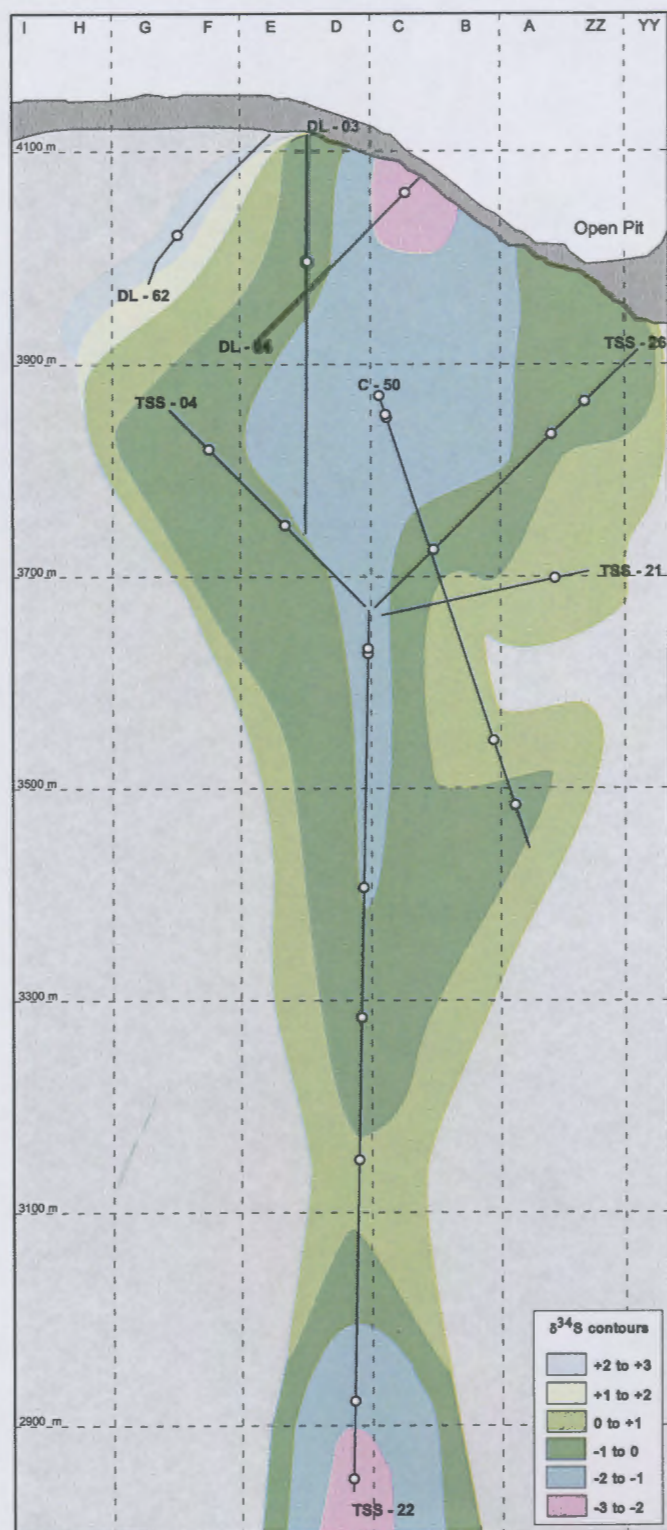 I H G F E D C B A ZZ YY
DL - 03
4100 m
Open Pit
DL - 62
DL -
3900 m
TSS - 26
C - 50
TSS - 04
3700 m
TSS - 21
3500 m
3300 m
3100 m
δ34S contours
+2 to +3
+1 to +2
0 to +1
2900 m
-1 to 0
-2 to -1
-3 to -2
TSS - 22